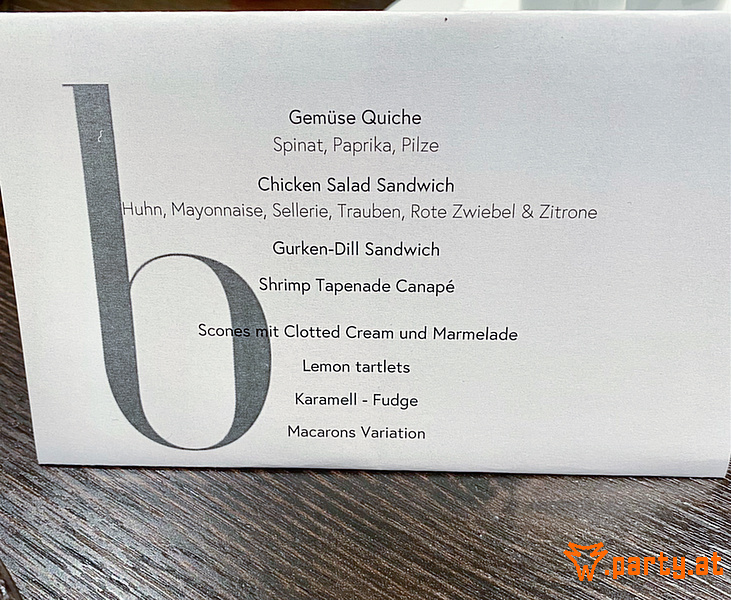 b
Gemüse Quiche
Spinat, Paprika, Pilze
Chicken Salad Sandwich
Huhn, Mayonnaise, Sellerie, Trauben, Rote Zwiebel & Zitrone
Gurken-Dill Sandwich
Shrimp Tapenade Canapé
Scones mit Clotted Cream und Marmelade
Lemon tartlets
Karamell - Fudge
Macarons Variation
w.party.at